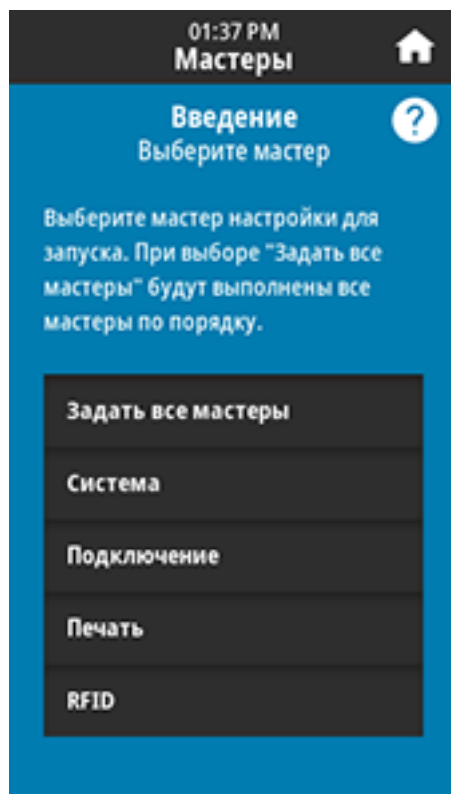 01:37 PM
Мастеры
Введение
Выберите мастер
Выберите мастер настройки для
запуска. При выборе "Задать все
мастеры" будут выполнены все
мастеры по порядку.
Задать все мастеры
Система
Подключение
Печать
RFID